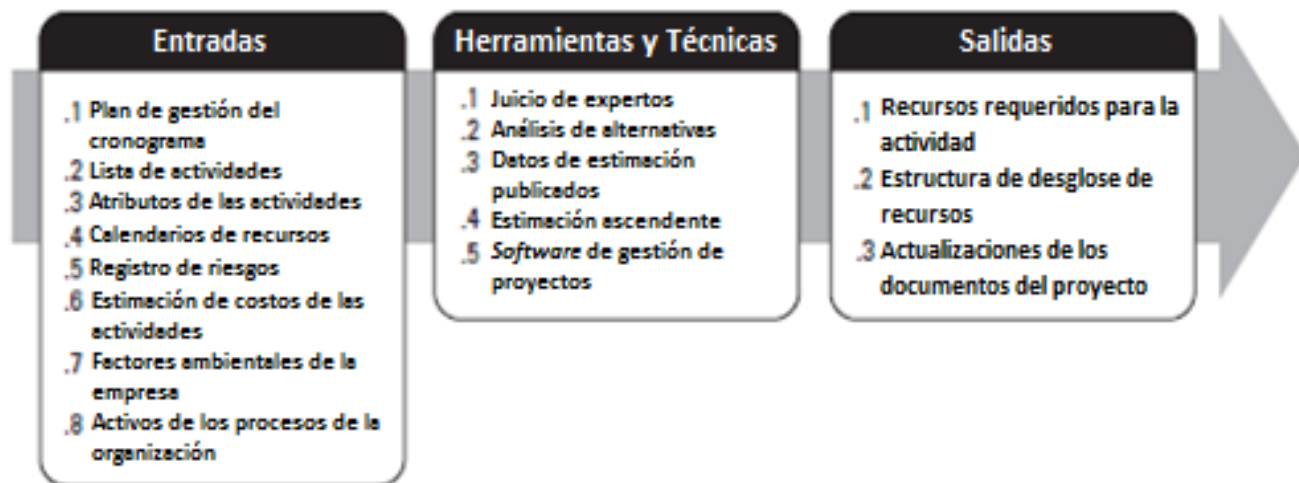 Entradas
.1 Plan de gestión del
cronograma
.2 Lista de actividades
.3 Atributos de las actividades
.4 Calendarios de recursos
.5 Registro de riesgos
.6 Estimación de costos de las
actividades
.7 Factores ambientales de la
empresa
.8 Activos de los procesos de la
organización
Herramientas y Técnicas
.1 Juicio de expertos
.2 Análisis de alternativas
.3 Datos de estimación
publicados
.4 Estimación ascendente
.5 Software de gestión de
proyectos
Salidas
.1 Recursos requeridos para la
actividad
.2 Estructura de desglose de
recursos
.3 Actualizaciones de los
documentos del proyecto